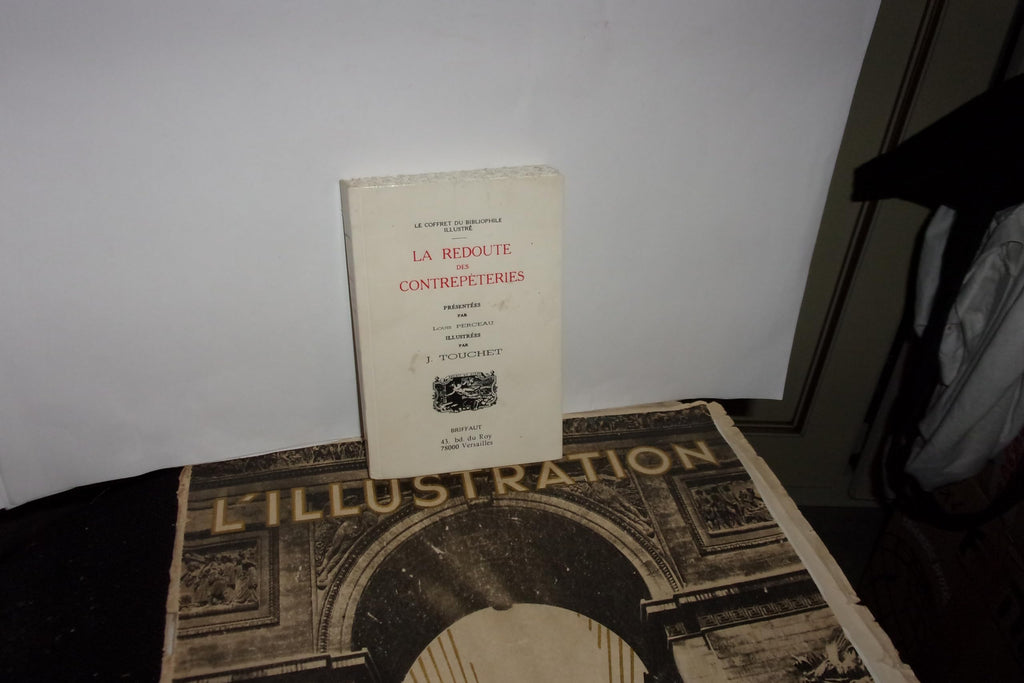 LE COFFRET DU BIBLIOPHILE
ILLUSTRÉ
LA REDOUTE
DES
CONTREPÈTERIES
PRÉSENTÉES
PAR
LOUIS PERCEAU
ILLUSTRÉES
PAR
J. TOUCHET
BRIFFAUT
43, bd. du Roy
78000 Versailles
L'ILLUSTRATION